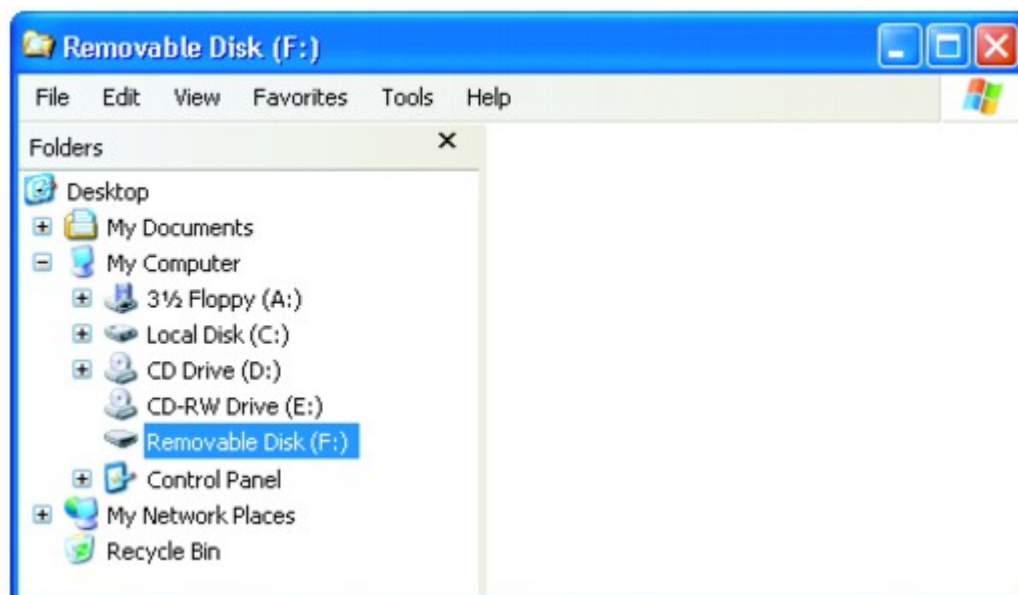 Removable Disk (F:)
File Edit View Favorites Tools Help
Folders
Desktop
My Documents
My Computer
3½ Floppy (A:)
Local Disk (C:)
CD Drive (D:)
CD-RW Drive (E:)
Removable Disk (F:)
Control Panel
My Network Places
Recycle Bin